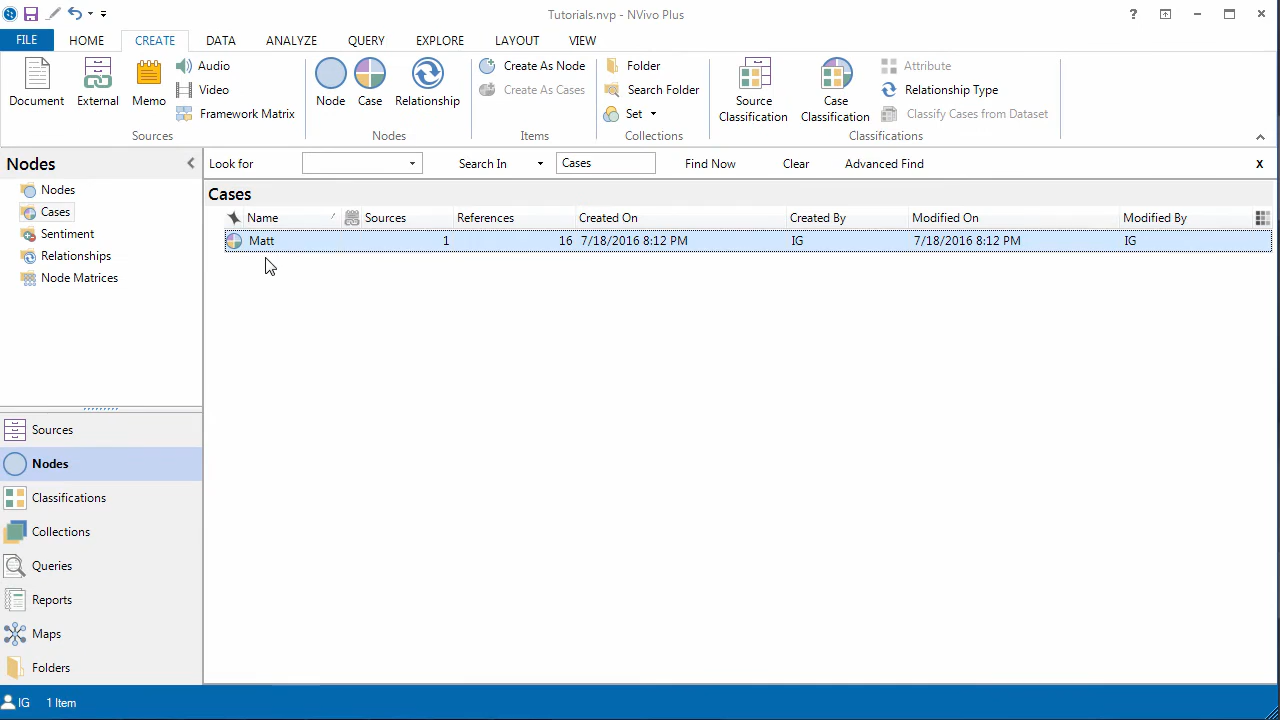 Tutorials.nvp - NVivo Plus
?
FILE HOME CREATE DATA ANALYZE QUERY EXPLORE LAYOUT VIEW
Document
External
Memo
Audio
Video
Framework Matrix
Sources
Node
Case
Relationship
Nodes
Create As Node
Create As Cases
Items
Folder
Search Folder
Set
Collections
Source
Classification
Case
Classification
Attribute
Relationship Type
Classify Cases from Dataset
Classifications
Nodes
Nodes
Cases
Sentiment
Relationships
Node Matrices
Sources
Nodes
Classifications
Collections
Queries
Reports
Maps
Folders
Look for Search In Cases Find Now Clear Advanced Find x
Cases
Name Sources References Created On Created By Modified On Modified By
Matt 1 16 7/18/2016 8:12 PM IG 7/18/2016 8:12 PM IG
IG 1 Item